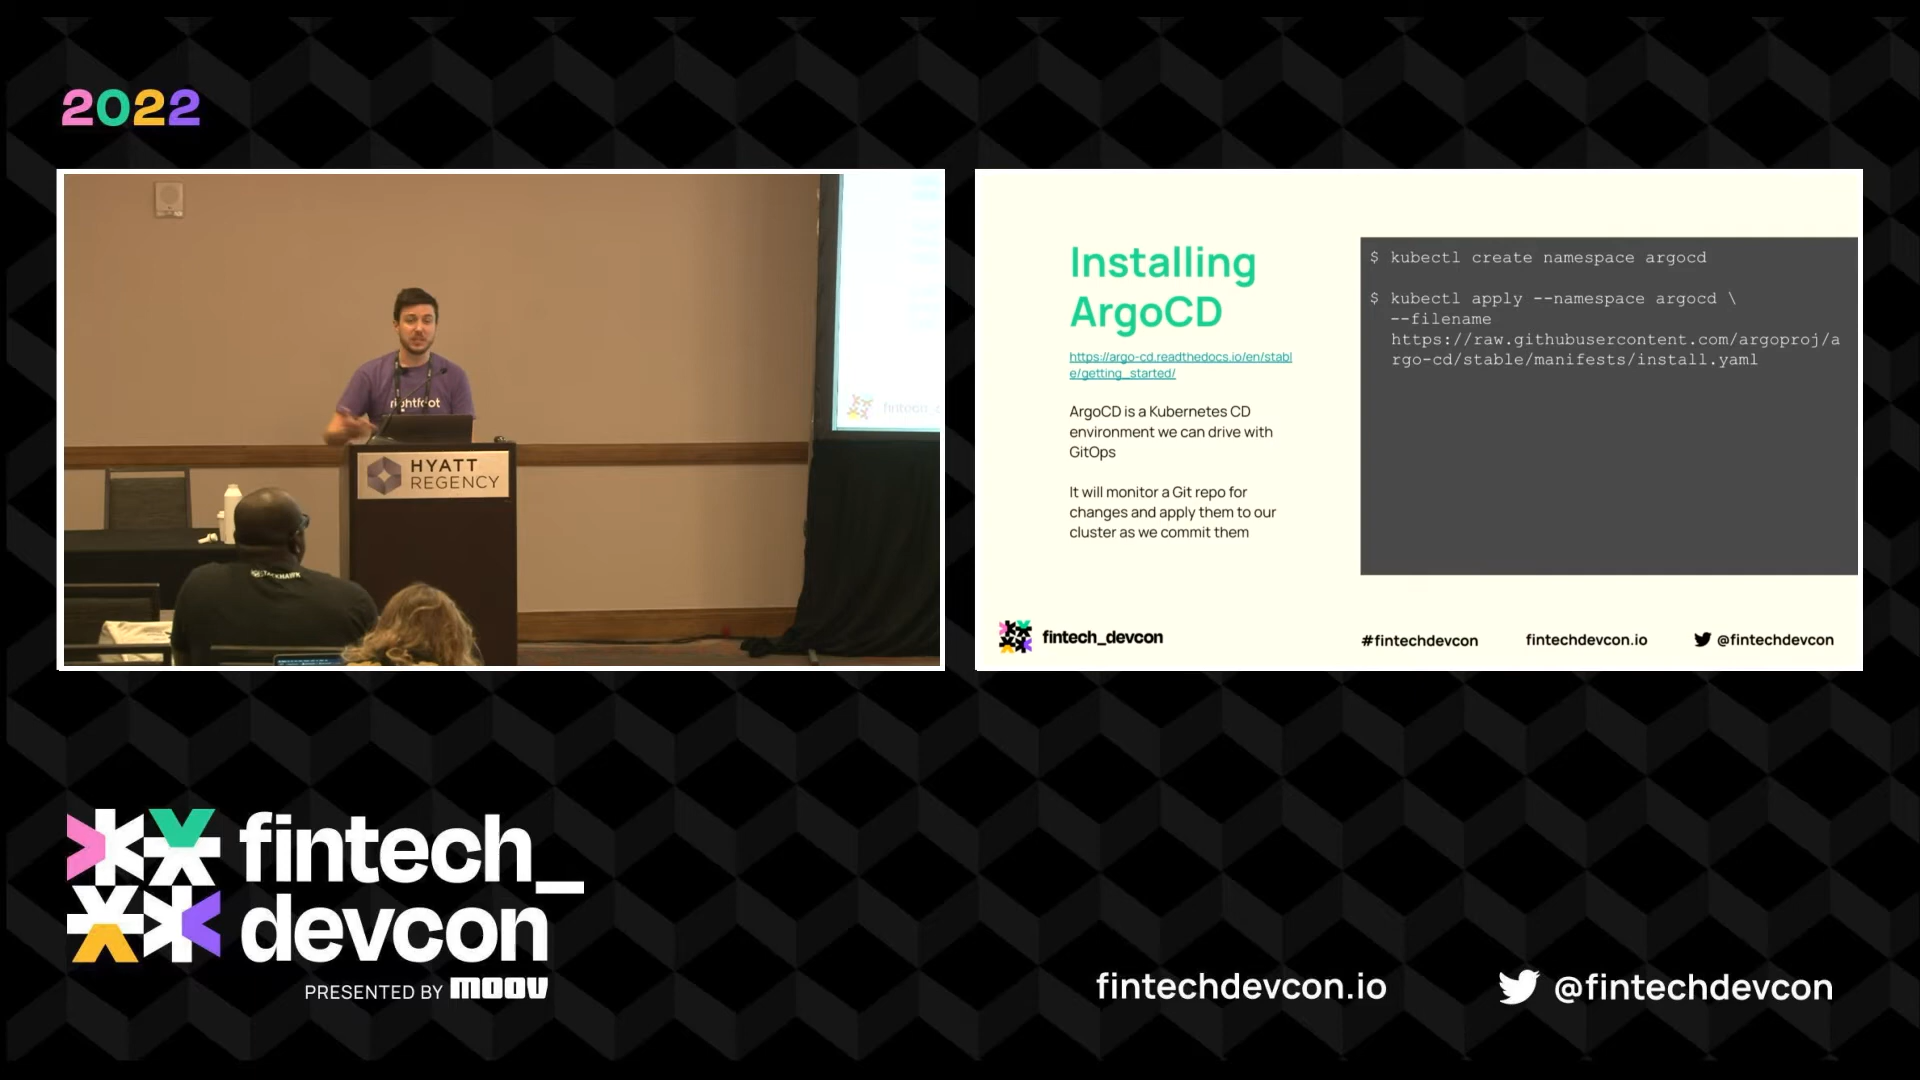 2022
rightfoot
HYATT
REGENCY
STACKHAWK
Installing
ArgoCD
https://argo-cd.readthedocs.io/en/stabl
e/getting_started/
ArgoCD is a Kubernetes CD
environment we can drive with
GitOps
It will monitor a Git repo for
changes and apply them to our
cluster as we commit them
$ kubectl create namespace argocd
$ kubectl apply --namespace argocd \
--filename
https://raw.githubusercontent.com/argoproj/a
rgo-cd/stable/manifests/install.yaml
fintech_devcon
#fintechdevcon
fintechdevcon.io
@fintechdevcon
fintech_
devcon
PRESENTED BY moov
fintechdevcon.io
@fintechdevcon